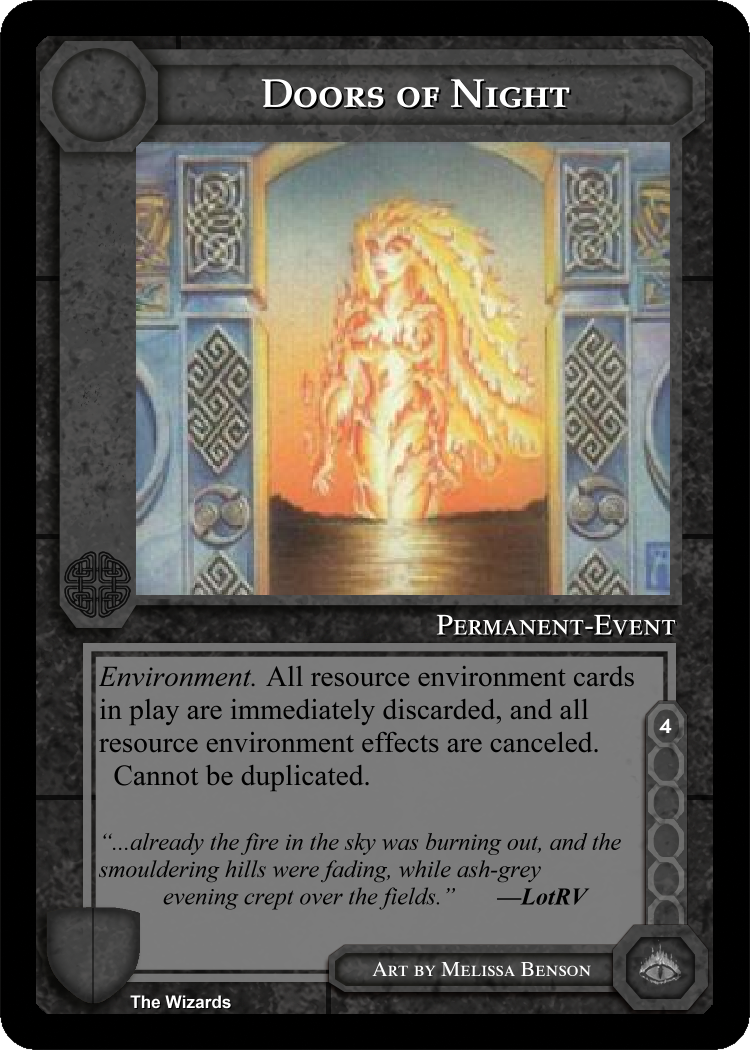 Doors of Night
Permanent-Event
Environment. All resource environment cards
in play are immediately discarded, and all
resource environment effects are canceled.
Cannot be duplicated.
4
“...already the fire in the sky was burning out, and the
smouldering hills were fading, while ash-grey
evening crept over the fields.” —LotRV
Art by Melissa Benson
The Wizards